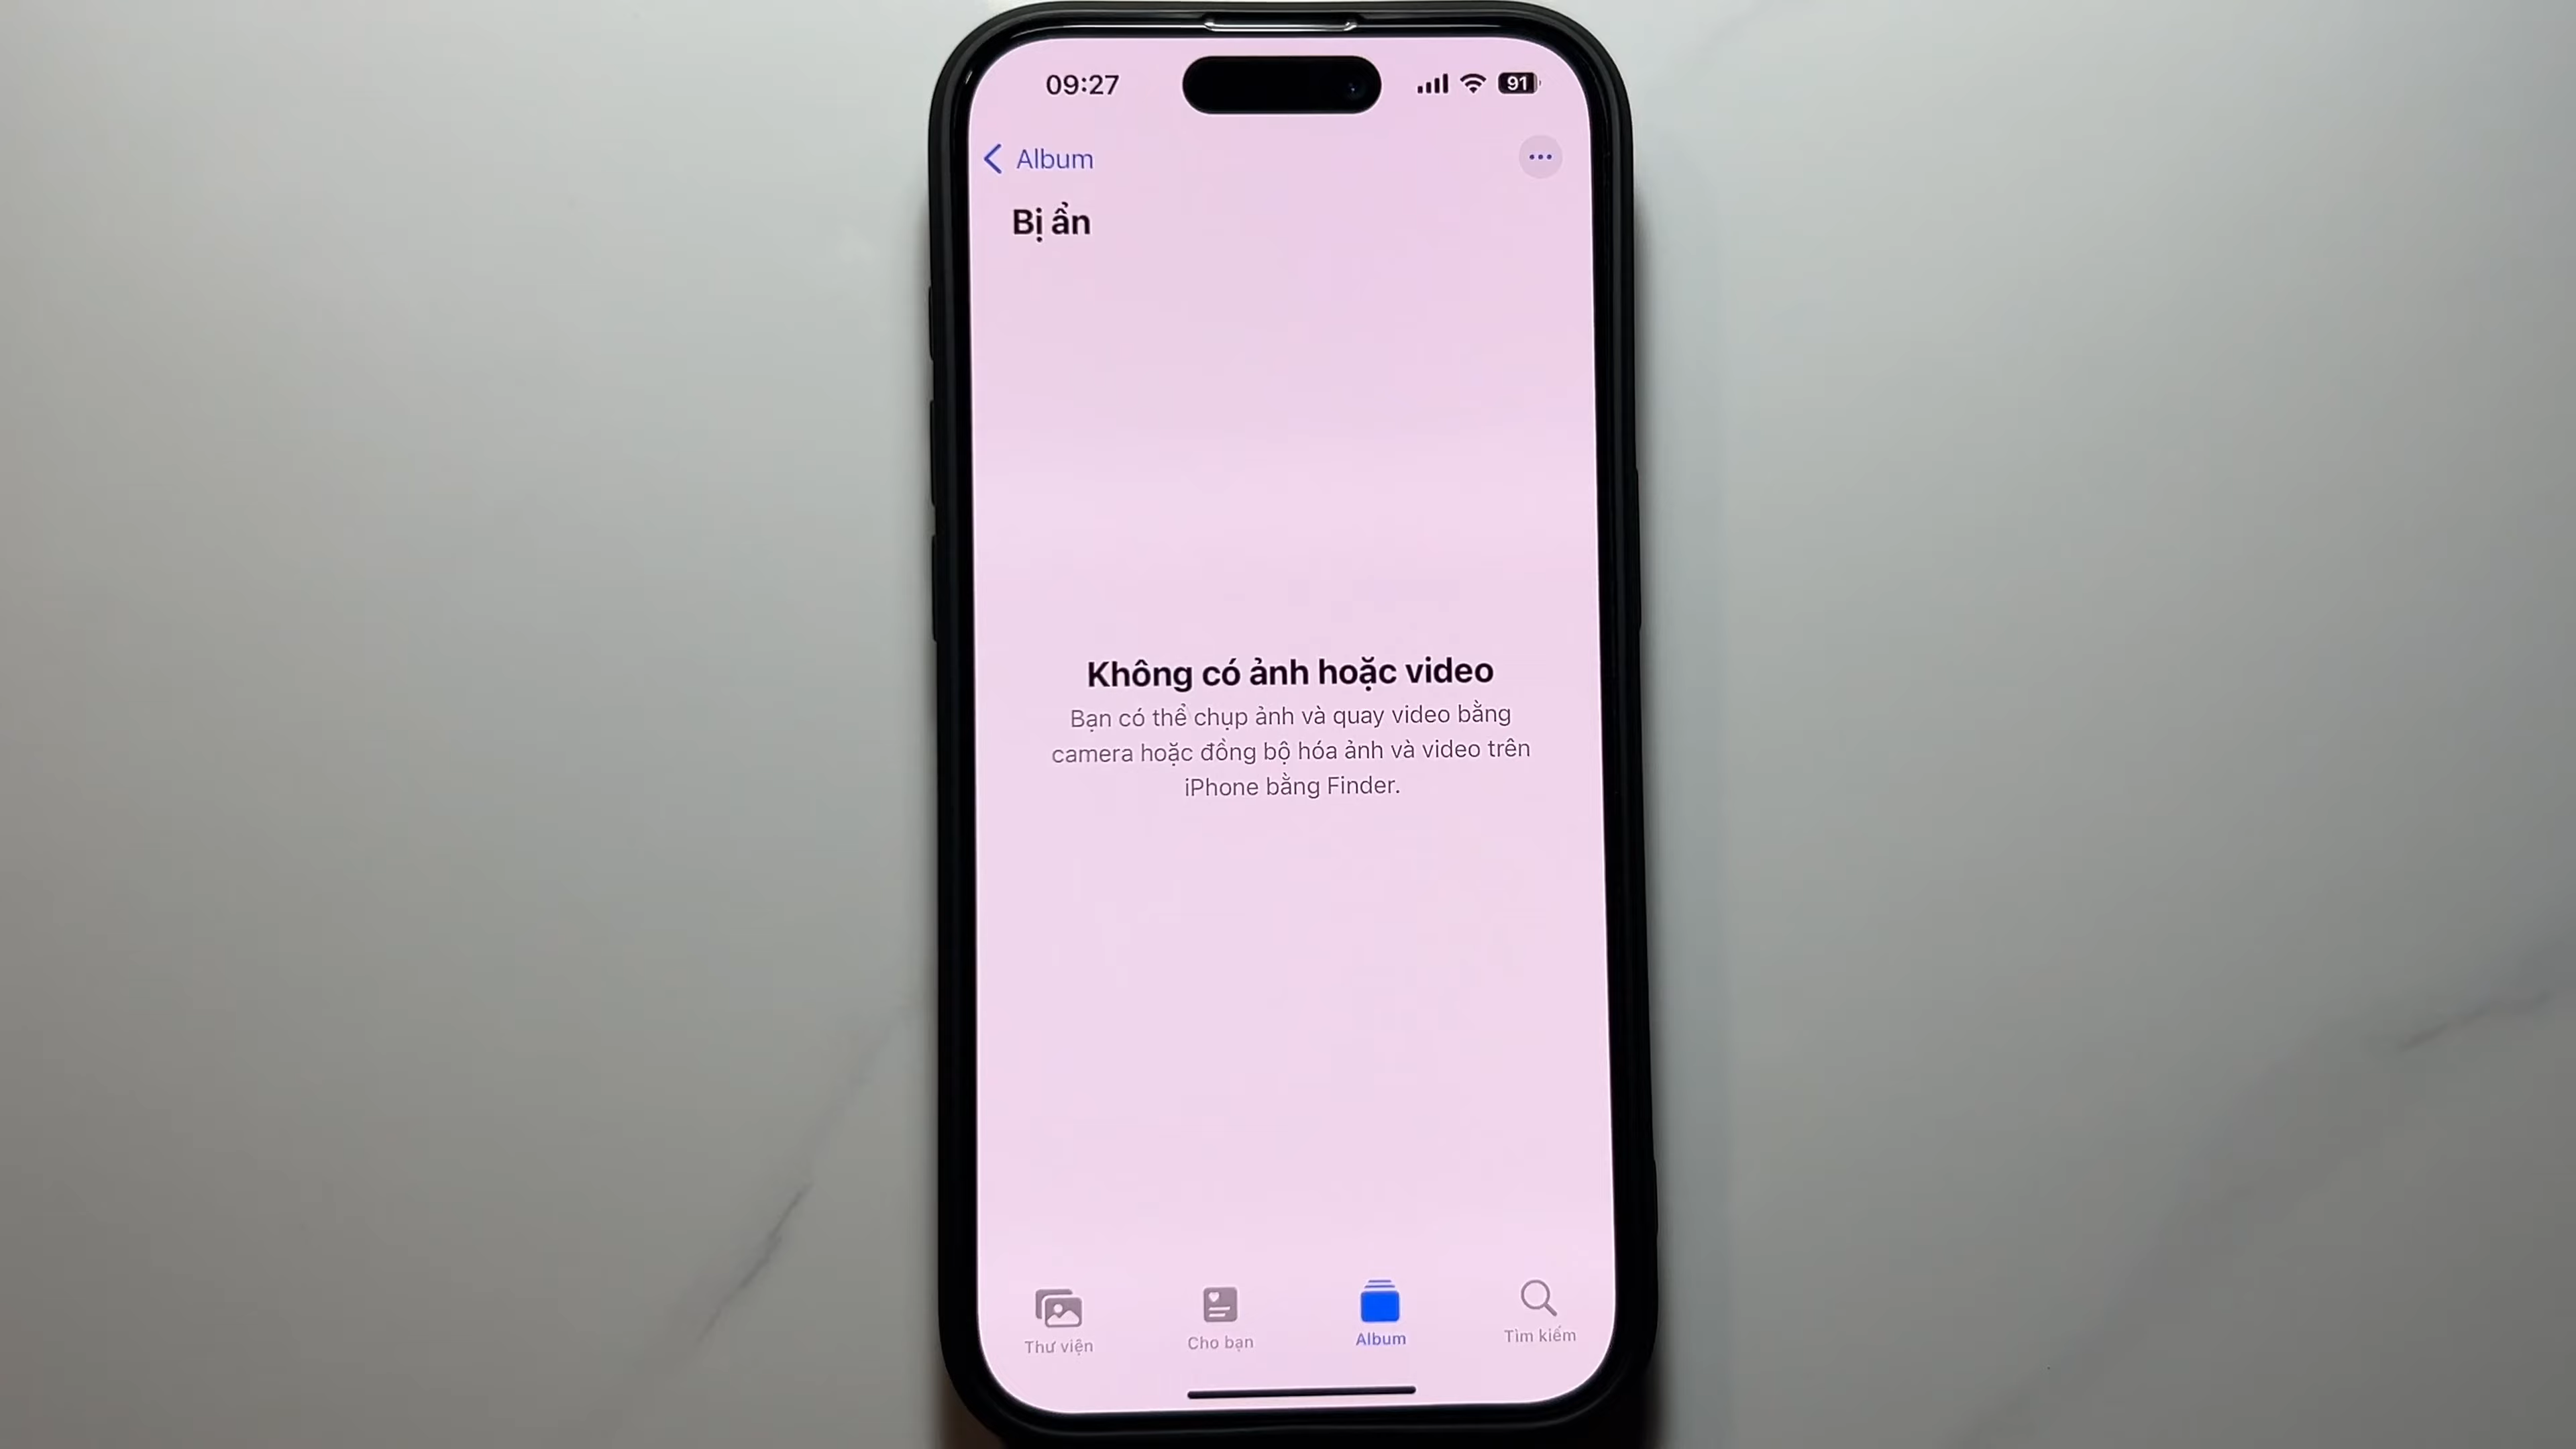 09:27
91
Album
Bị ẩn
Không có ảnh hoặc video
Bạn có thể chụp ảnh và quay video bằng
camera hoặc đồng bộ hóa ảnh và video trên
iPhone bằng Finder.
Thư viện
Cho bạn
Album
Tìm kiếm